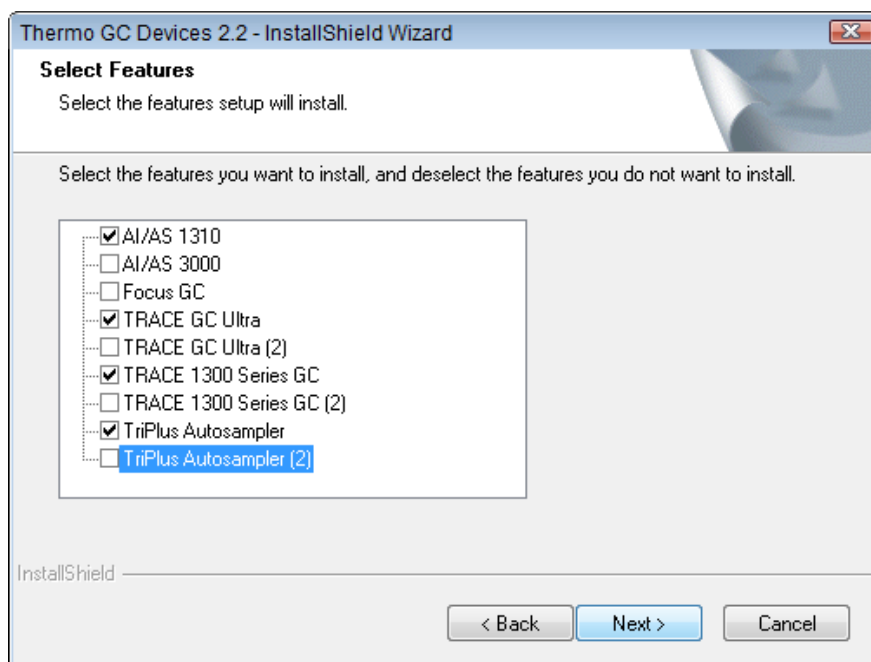 Thermo GC Devices 2.2 - InstallShield Wizard
Select Features
Select the features setup will install.
Select the features you want to install, and deselect the features you do not want to install.
AI/AS 1310
AI/AS 3000
Focus GC
TRACE GC Ultra
TRACE GC Ultra (2)
TRACE 1300 Series GC
TRACE 1300 Series GC (2)
TriPlus Autosampler
TriPlus Autosampler (2)
InstallShield
< Back
Next >
Cancel